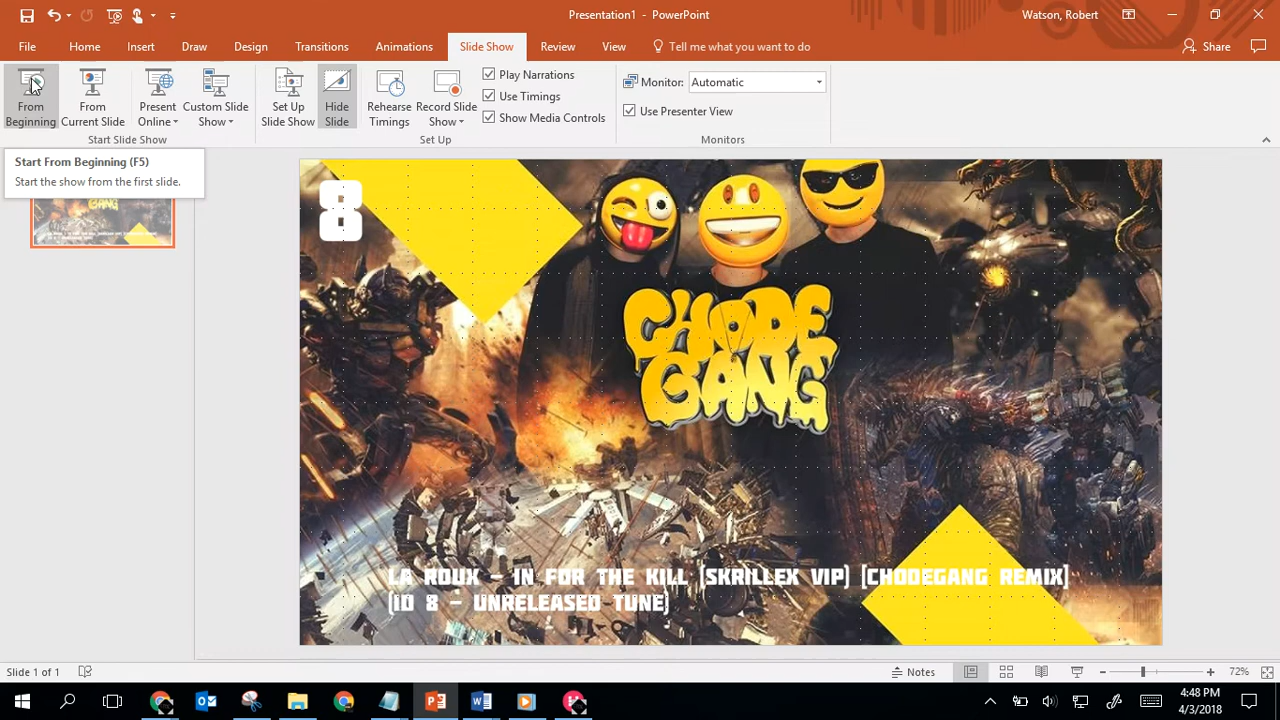 Presentation1 - PowerPoint
Watson, Robert
File
Home
Insert
Draw
Design
Transitions
Animations
Slide Show
Review
View
Tell me what you want to do
Share
From Beginning
From Current Slide
Present Online
Custom Slide Show
Set Up Slide Show
Hide Slide
Rehearse Timings
Record Slide Show
Play Narrations
Use Timings
Show Media Controls
Monitor:
Automatic
Use Presenter View
Start Slide Show
Set Up
Monitors
Start From Beginning (F5)
Start the show from the first slide.
8
CHODE
GANG
LA ROUX - IN FOR THE KILL (SKRILLEX VIP) [CHODEGANG REMIX]
(ID 8 - UNRELEASED TUNE)
Slide 1 of 1
Notes
72%
4:48 PM
4/3/2018